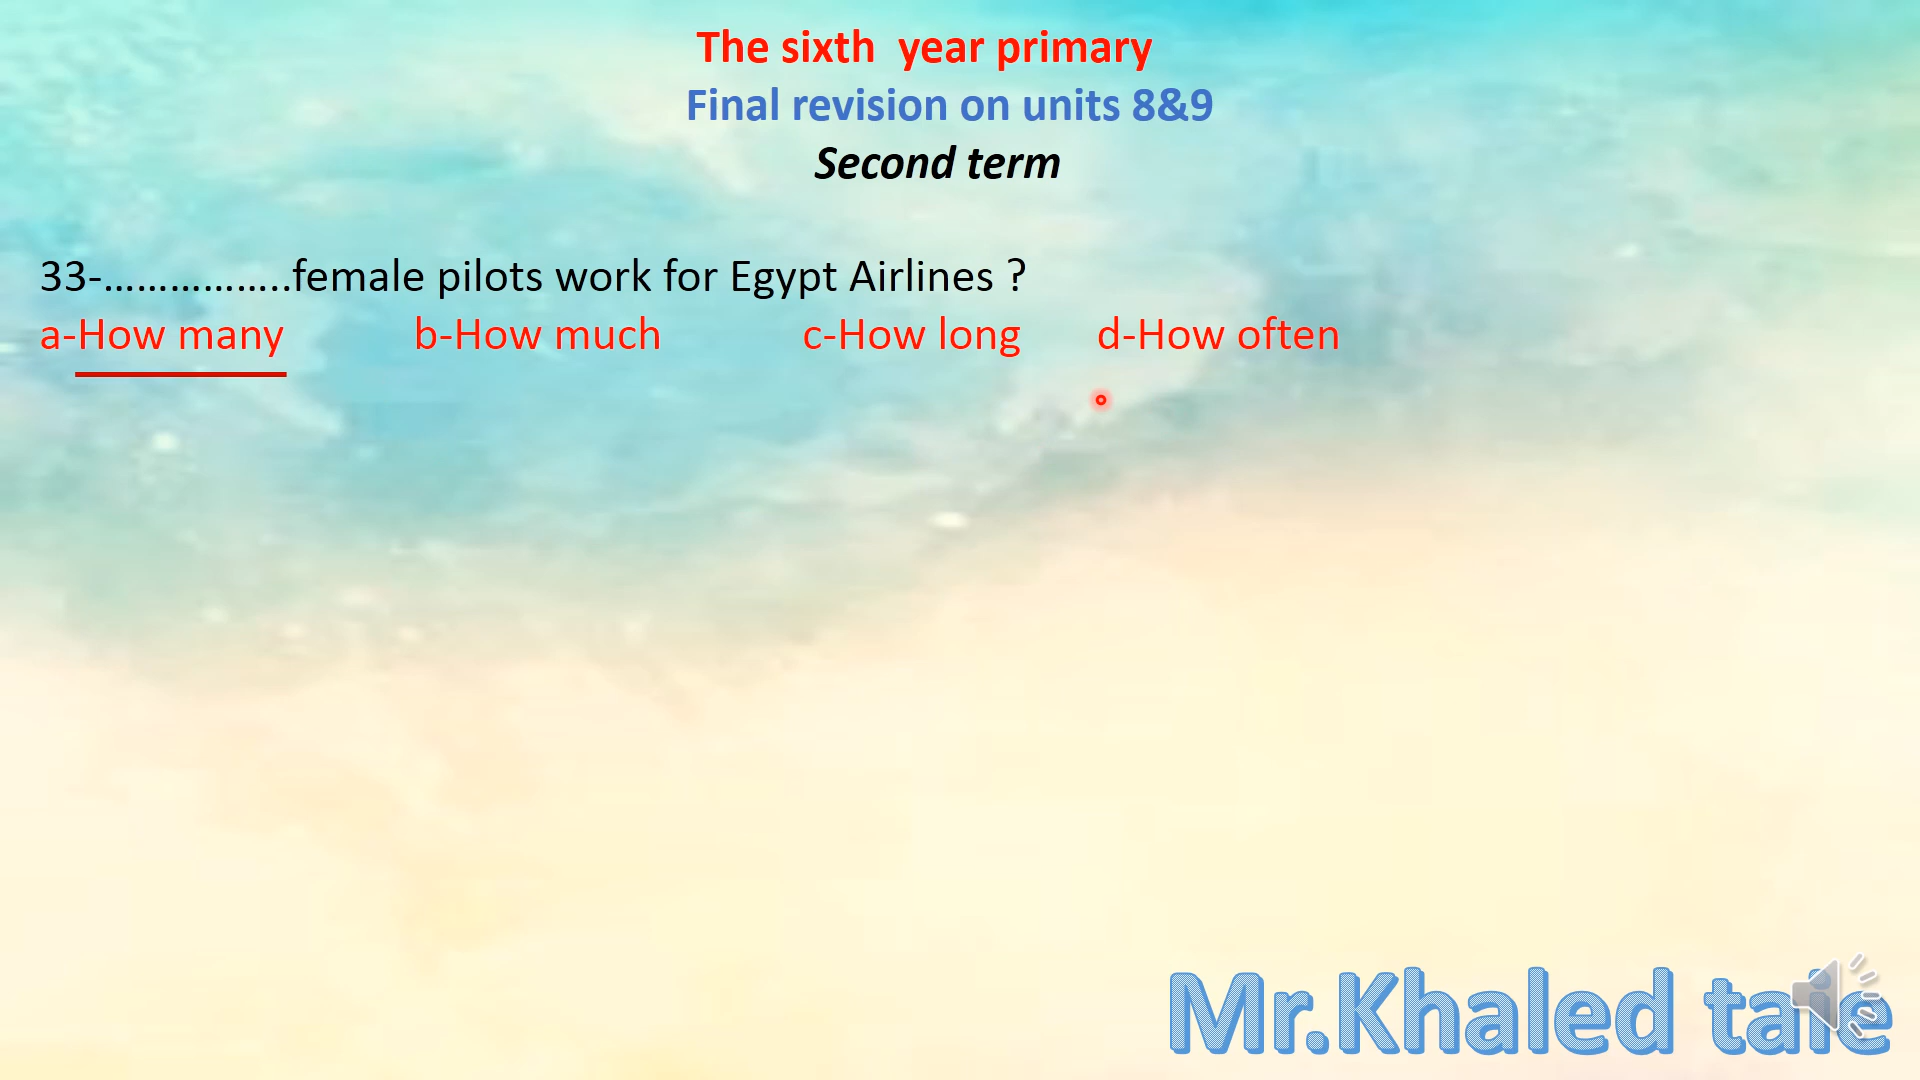 The sixth  year primary
Final revision on units 8&9
Second term
33-……………..female pilots work for Egypt Airlines ?
a-How many b-How much c-How long d-How often
Mr.Khaled